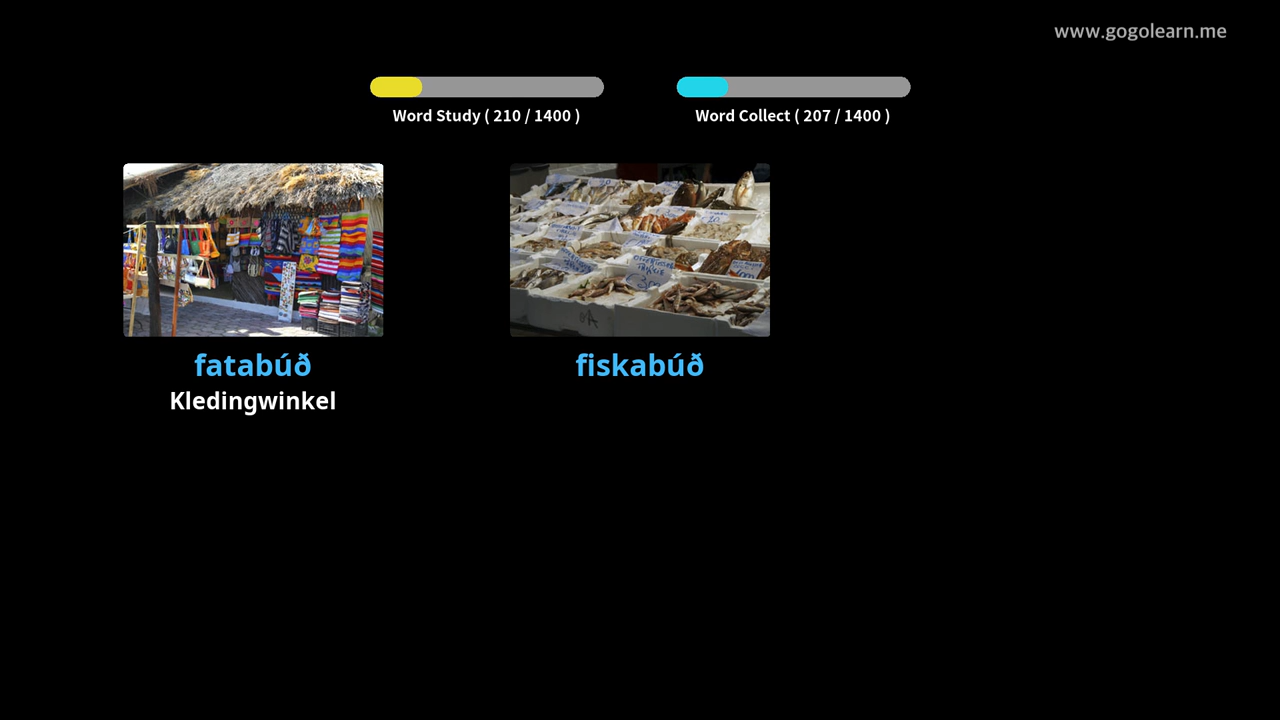 www.gogolearn.me
Word Study ( 210 / 1400 )
Word Collect ( 207 / 1400 )
fatabúð
fiskabúð
Kledingwinkel